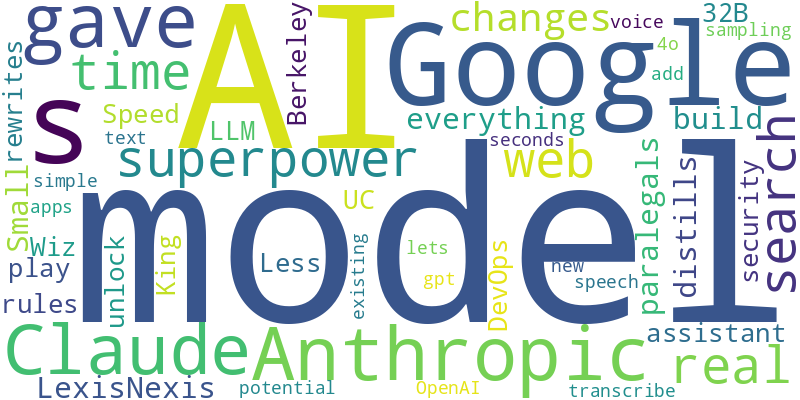 gave
AI
Google
changes
voice
32B
sampling
4o
add
time
Berkeley
rewrites
s
Speed
LLM
text
everything
build
seconds
superpower
web
search
Small
simple
apps
UC
model
paralegals
distills
security
Wiz
play
unlock
King
Less
existing
lets
gpt
DevOps
new
speech
rules
Claude
Anthropic
assistant
real
LexisNexis
potential
OpenAI
transcribe